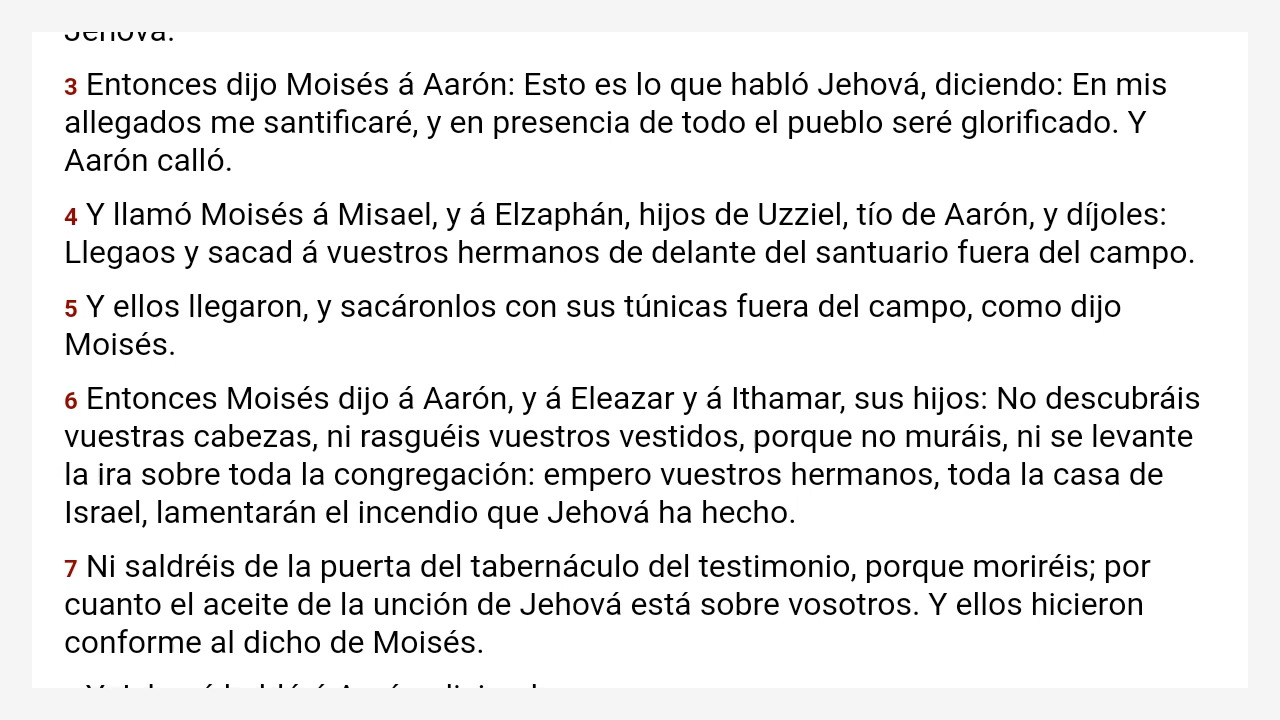 Jehová.
3 Entonces dijo Moisés á Aarón: Esto es lo que habló Jehová, diciendo: En mis
allegados me santificaré, y en presencia de todo el pueblo seré glorificado. Y
Aarón calló.
4 Y llamó Moisés á Misael, y á Elzaphán, hijos de Uzziel, tío de Aarón, y díjoles:
Llegaos y sacad á vuestros hermanos de delante del santuario fuera del campo.
5 Y ellos llegaron, y sacáronlos con sus túnicas fuera del campo, como dijo
Moisés.
6 Entonces Moisés dijo á Aarón, y á Eleazar y á Ithamar, sus hijos: No descubráis
vuestras cabezas, ni rasguéis vuestros vestidos, porque no muráis, ni se levante
la ira sobre toda la congregación: empero vuestros hermanos, toda la casa de
Israel, lamentarán el incendio que Jehová ha hecho.
7 Ni saldréis de la puerta del tabernáculo del testimonio, porque moriréis; por
cuanto el aceite de la unción de Jehová está sobre vosotros. Y ellos hicieron
conforme al dicho de Moisés.